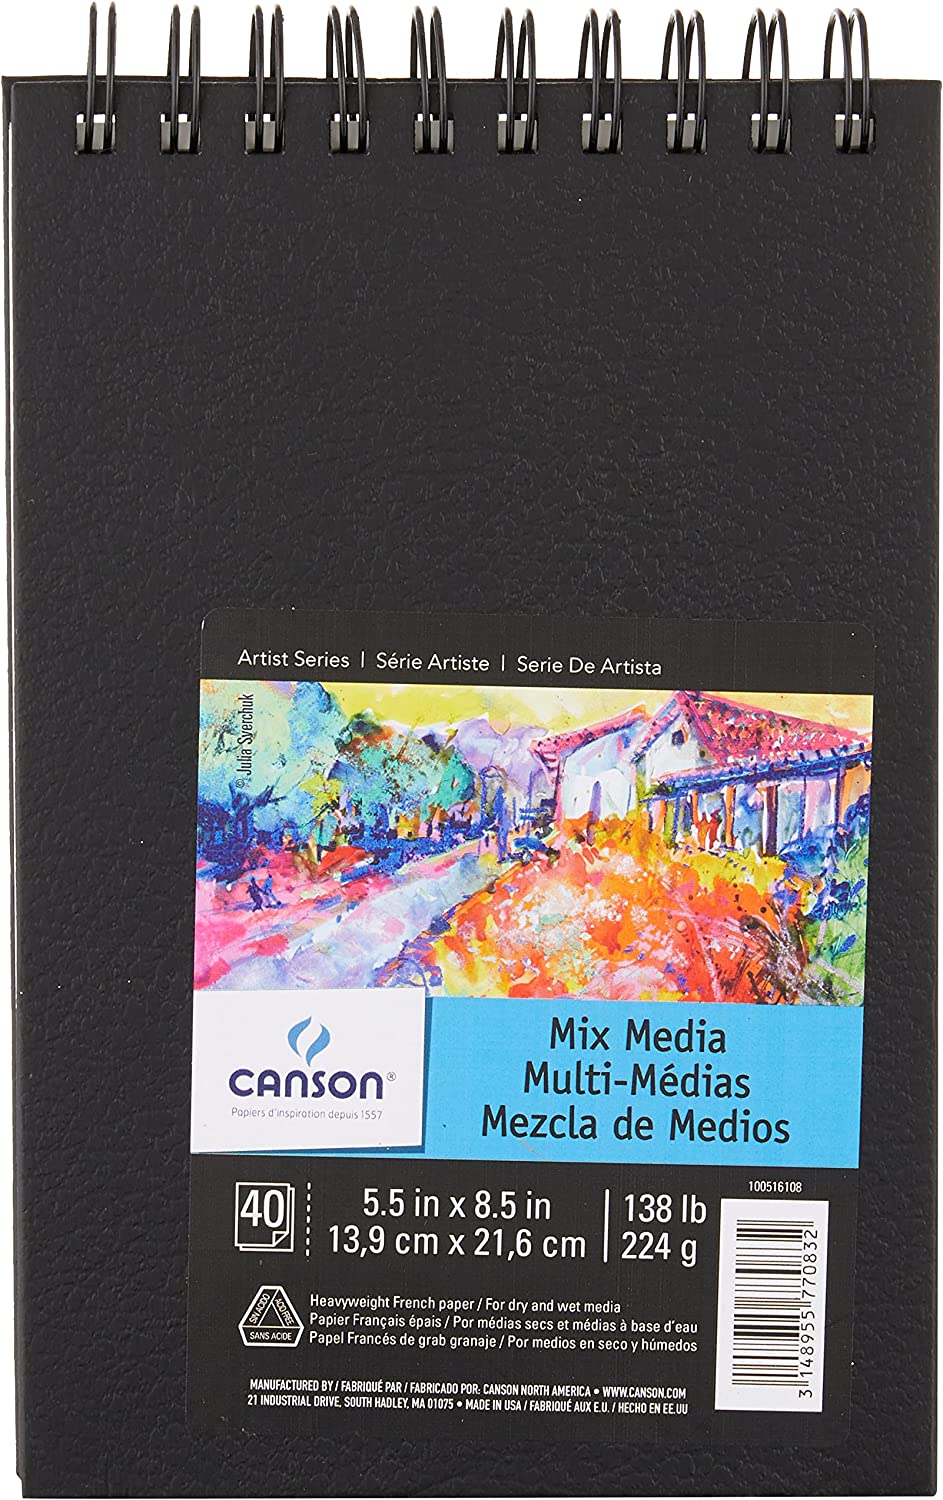 Artist Series | Série Artiste | Serie De Artista
© Julia Sverchuk
Mix Media
Multi-Médias
Mezcla de Medios
CANSON®
Papiers d'inspiration depuis 1557
100516108
40
5.5 in x 8.5 in
13,9 cm x 21,6 cm
138 lb
224 g
SIN ACIDO
ACID FREE
SANS ACIDE
Heavyweight French paper / For dry and wet media
Papier Français épais / Por médias secs et médias à base d'eau
Papel Francés de grab granaje / Por medios en seco y húmedos
3 148955 770832
MANUFACTURED BY / FABRIQUÉ PAR / FABRICADO POR: CANSON NORTH AMERICA • WWW.CANSON.COM
21 INDUSTRIAL DRIVE, SOUTH HADLEY, MA 01075 • MADE IN USA / FABRIQUÉ AUX E.U. / HECHO EN EE.UU